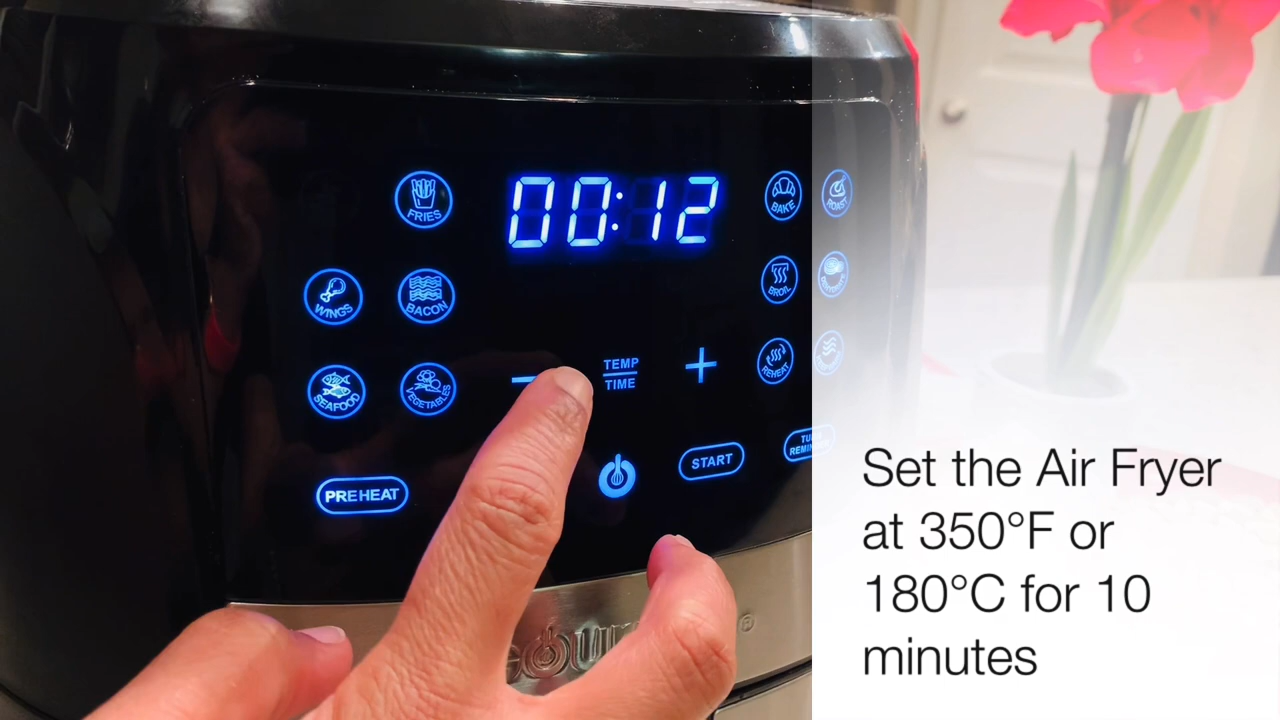 FRIES
00:12
BAKE
ROAST
WINGS
BACON
BROIL
TEMP
TIME
REHEAT
SEAFOOD
VEGETABLES
START
PREHEAT
Set the Air Fryer
at 350°F or
180°C for 10
minutes